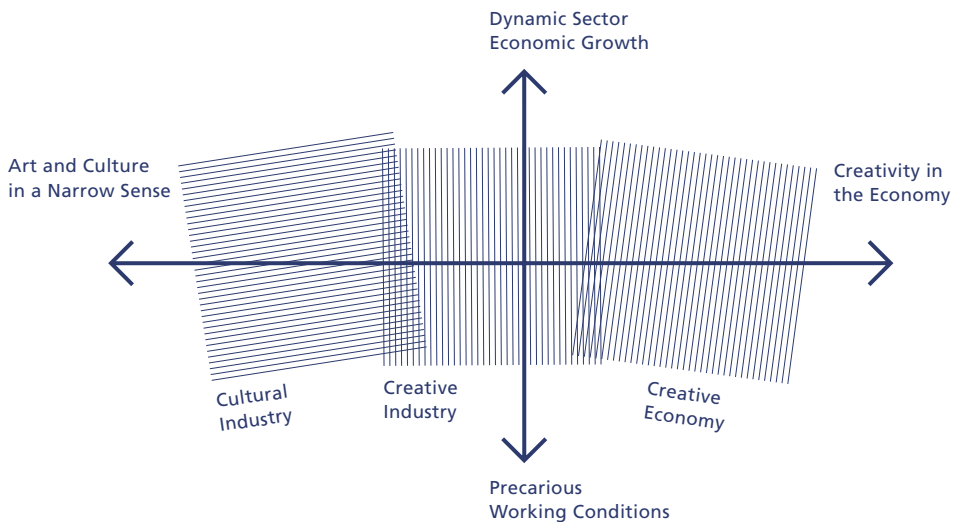 Dynamic Sector
Economic Growth
Art and Culture
in a Narrow Sense
Creativity in
the Economy
Cultural
Industry
Creative
Industry
Creative
Economy
Precarious
Working Conditions